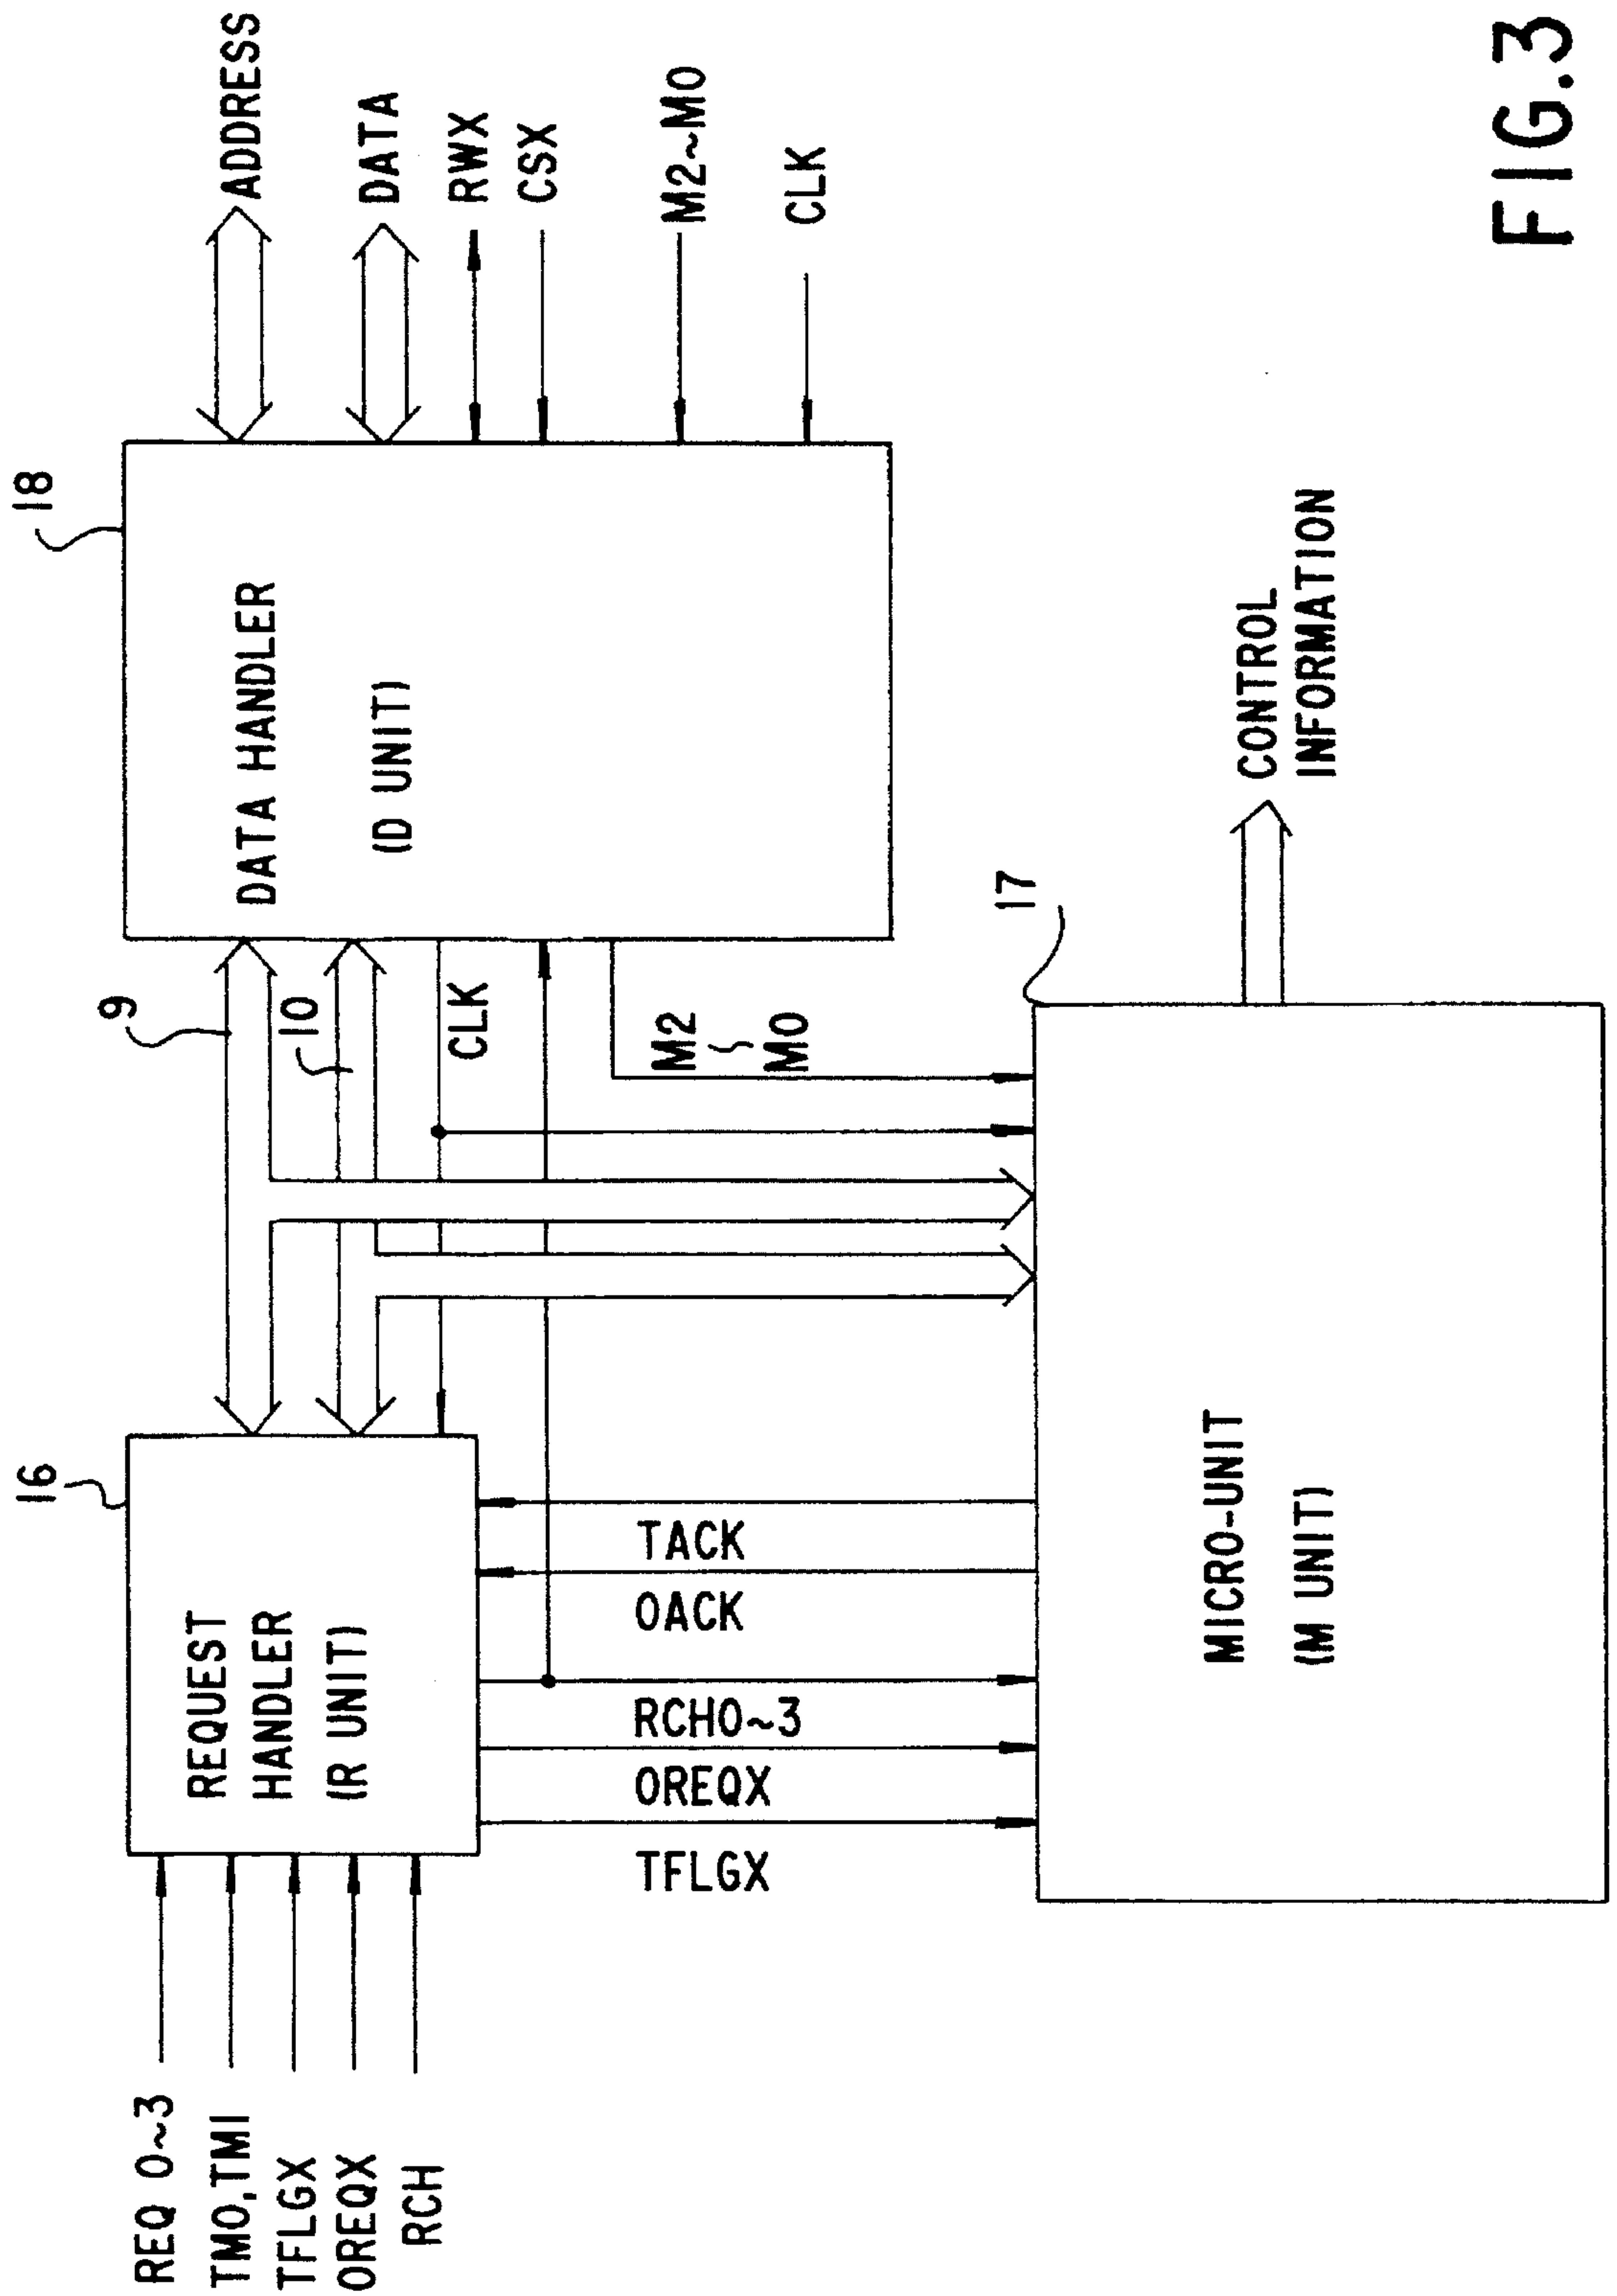 REQ 0~3
TM0,TM1
TFLGX
OREQX
RCH
16
REQUEST
HANDLER
(R UNIT)
9
10
CLK
M2
~
M0
18
DATA HANDLER
(D UNIT)
ADDRESS
DATA
RWX
CSX
M2~M0
CLK
TACK
OACK
RCH0~3
OREQX
TFLGX
17
MICRO-UNIT
(M UNIT)
CONTROL
INFORMATION
FIG.3